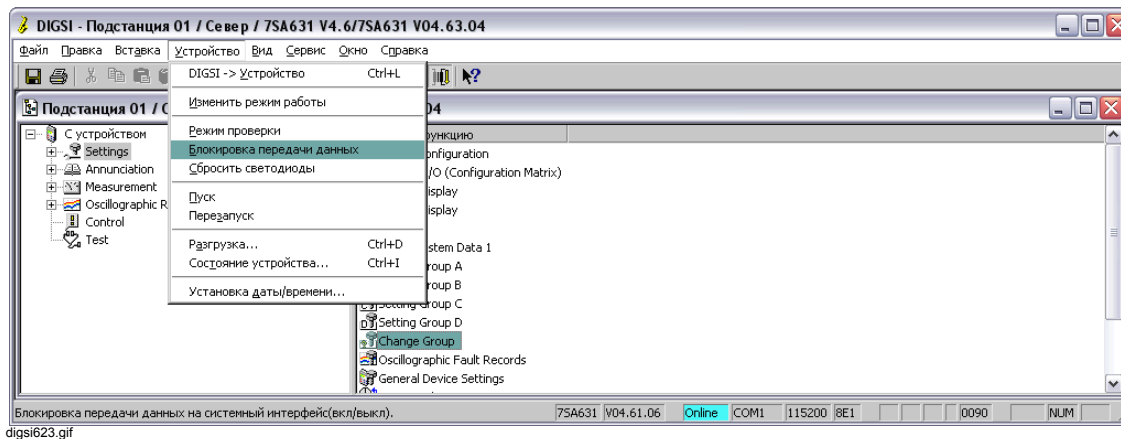 DIGSI - Подстанция 01 / Север / 7SA631 V4.6/7SA631 V04.63.04
Файл Правка Вставка Устройство Вид Сервис Окно Справка
DIGSI -> Устройство Ctrl+L
Изменить режим работы
Режим проверки
Блокировка передачи данных
Сбросить светодиоды
Пуск
Перезапуск
Разгрузка... Ctrl+D
Состояние устройства... Ctrl+I
Установка даты/времени...
Подстанция 01 / С
04
С устройством
Settings
Annunciation
Measurement
Oscillographic R
Control
Test
ункцию
onfiguration
/O (Configuration Matrix)
isplay
isplay
stem Data 1
roup A
roup B
Setting Group C
Setting Group D
Change Group
Oscillographic Fault Records
General Device Settings
Блокировка передачи данных на системный интерфейс(вкл/выкл). 7SA631 V04.61.06 Online COM1 115200 8E1 0090 NUM
digsi623.gif